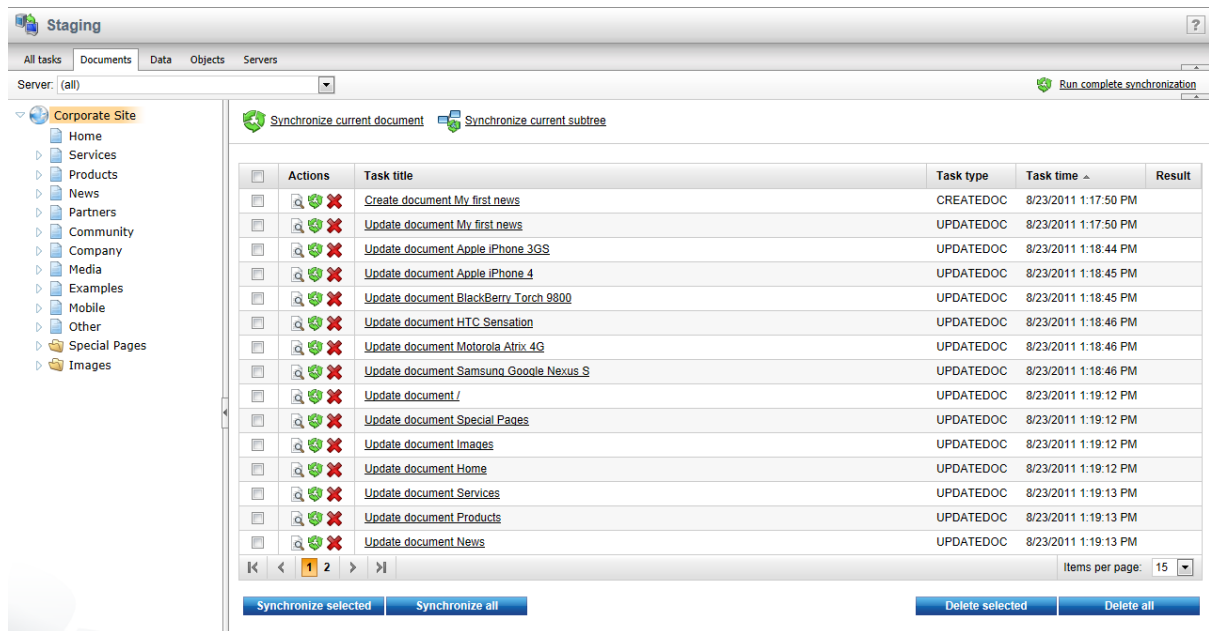 Staging
?
All tasks Documents Data Objects Servers
Server: (all)
Run complete synchronization
Corporate Site
Home
Services
Products
News
Partners
Community
Company
Media
Examples
Mobile
Other
Special Pages
Images
Synchronize current document Synchronize current subtree
Actions Task title Task type Task time Result
Create document My first news CREATEDOC 8/23/2011 1:17:50 PM
Update document My first news UPDATEDOC 8/23/2011 1:17:50 PM
Update document Apple iPhone 3GS UPDATEDOC 8/23/2011 1:18:44 PM
Update document Apple iPhone 4 UPDATEDOC 8/23/2011 1:18:45 PM
Update document BlackBerry Torch 9800 UPDATEDOC 8/23/2011 1:18:45 PM
Update document HTC Sensation UPDATEDOC 8/23/2011 1:18:46 PM
Update document Motorola Atrix 4G UPDATEDOC 8/23/2011 1:18:46 PM
Update document Samsung Google Nexus S UPDATEDOC 8/23/2011 1:18:46 PM
Update document / UPDATEDOC 8/23/2011 1:19:12 PM
Update document Special Pages UPDATEDOC 8/23/2011 1:19:12 PM
Update document Images UPDATEDOC 8/23/2011 1:19:12 PM
Update document Home UPDATEDOC 8/23/2011 1:19:12 PM
Update document Services UPDATEDOC 8/23/2011 1:19:13 PM
Update document Products UPDATEDOC 8/23/2011 1:19:13 PM
Update document News UPDATEDOC 8/23/2011 1:19:13 PM
1 2 Items per page: 15
Synchronize selected Synchronize all Delete selected Delete all